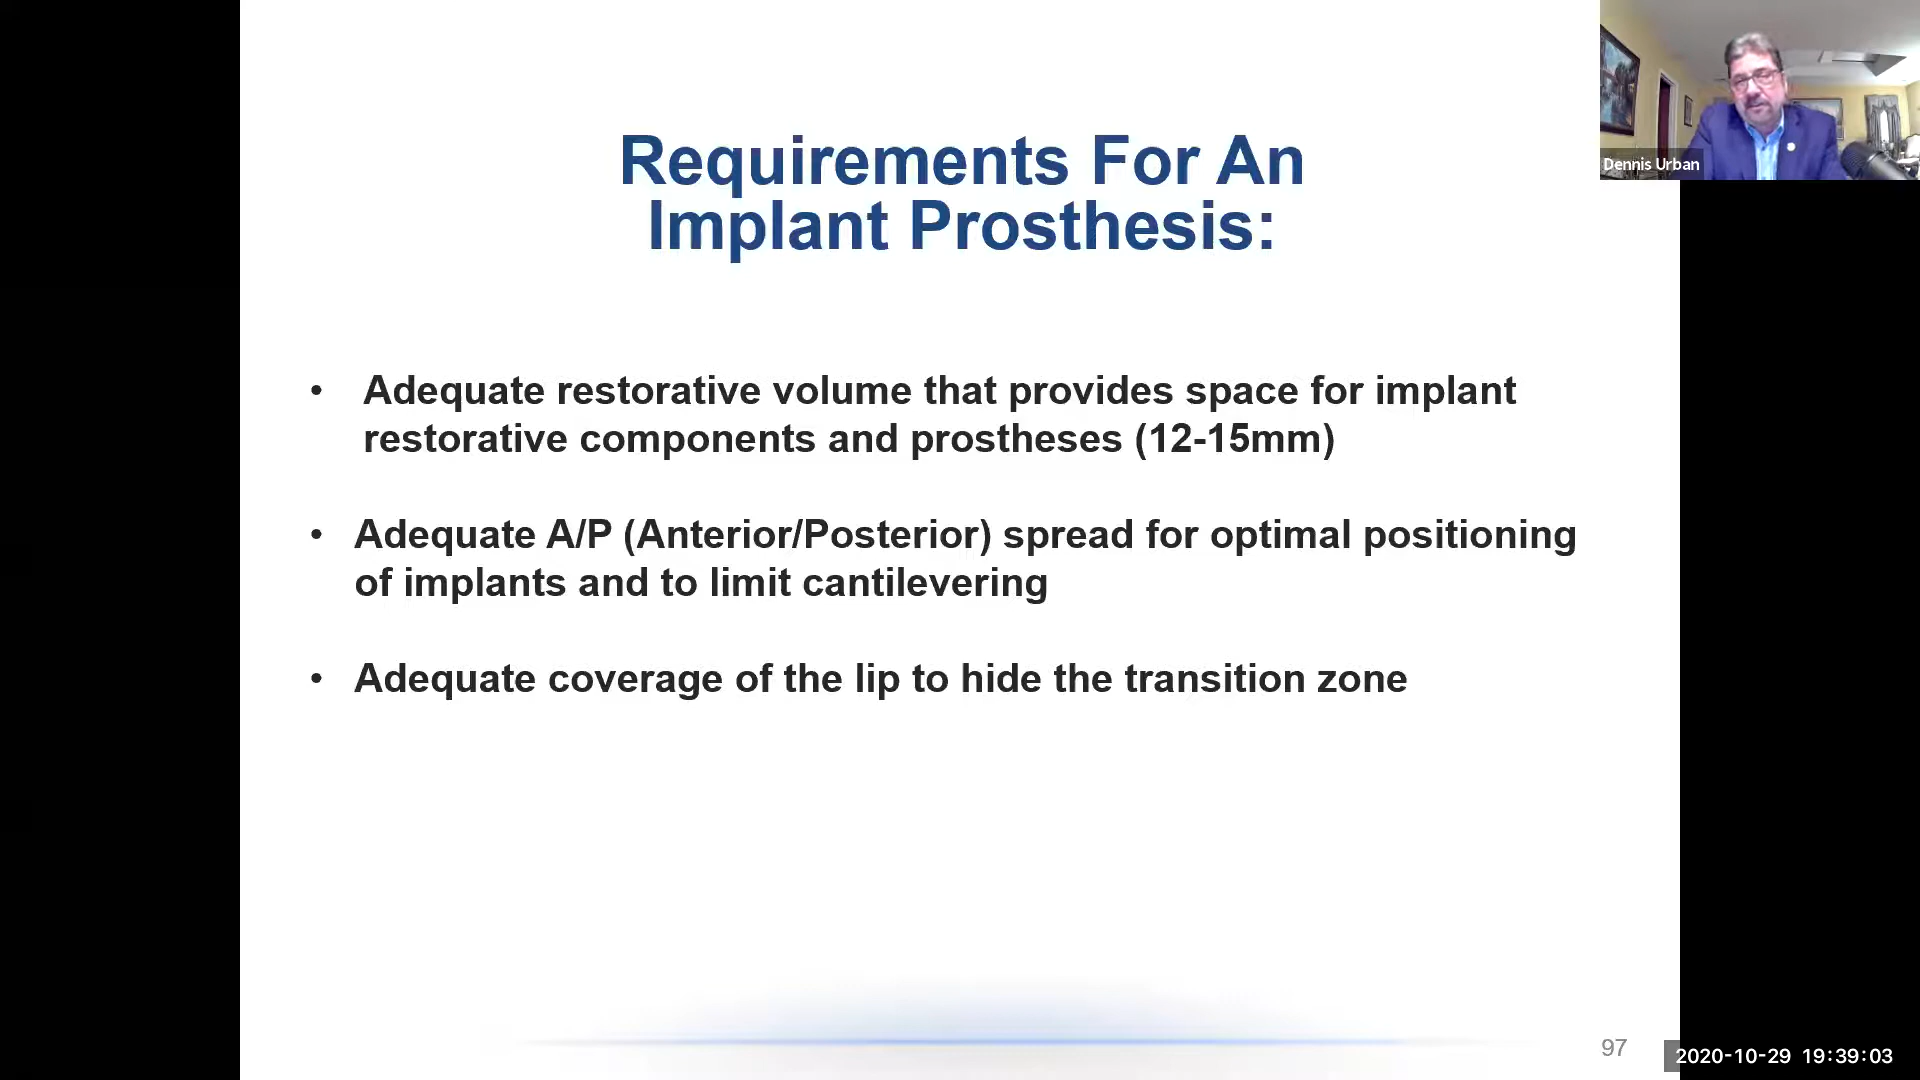 Requirements For An
Implant Prosthesis:
• Adequate restorative volume that provides space for implant
restorative components and prostheses (12-15mm)
• Adequate A/P (Anterior/Posterior) spread for optimal positioning
of implants and to limit cantilevering
• Adequate coverage of the lip to hide the transition zone
Dennis Urban
97
2020-10-29 19:39:03